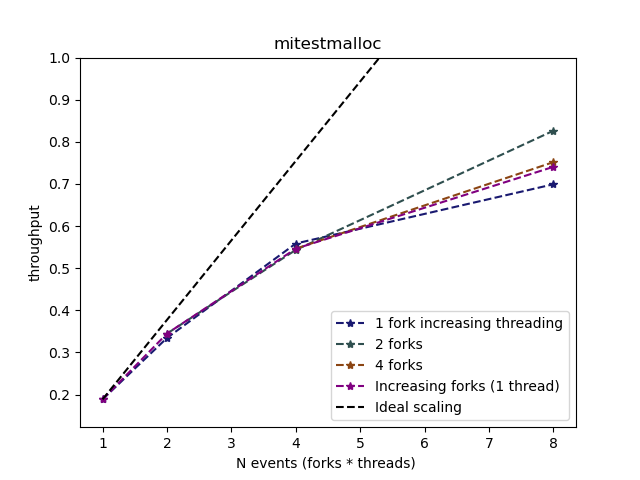 mitestmalloc
1.0
0.9
0.8
0.7
0.6
0.5
0.4
0.3
0.2
throughput
1 fork increasing threading
2 forks
4 forks
Increasing forks (1 thread)
Ideal scaling
1 2 3 4 5 6 7 8
N events (forks * threads)